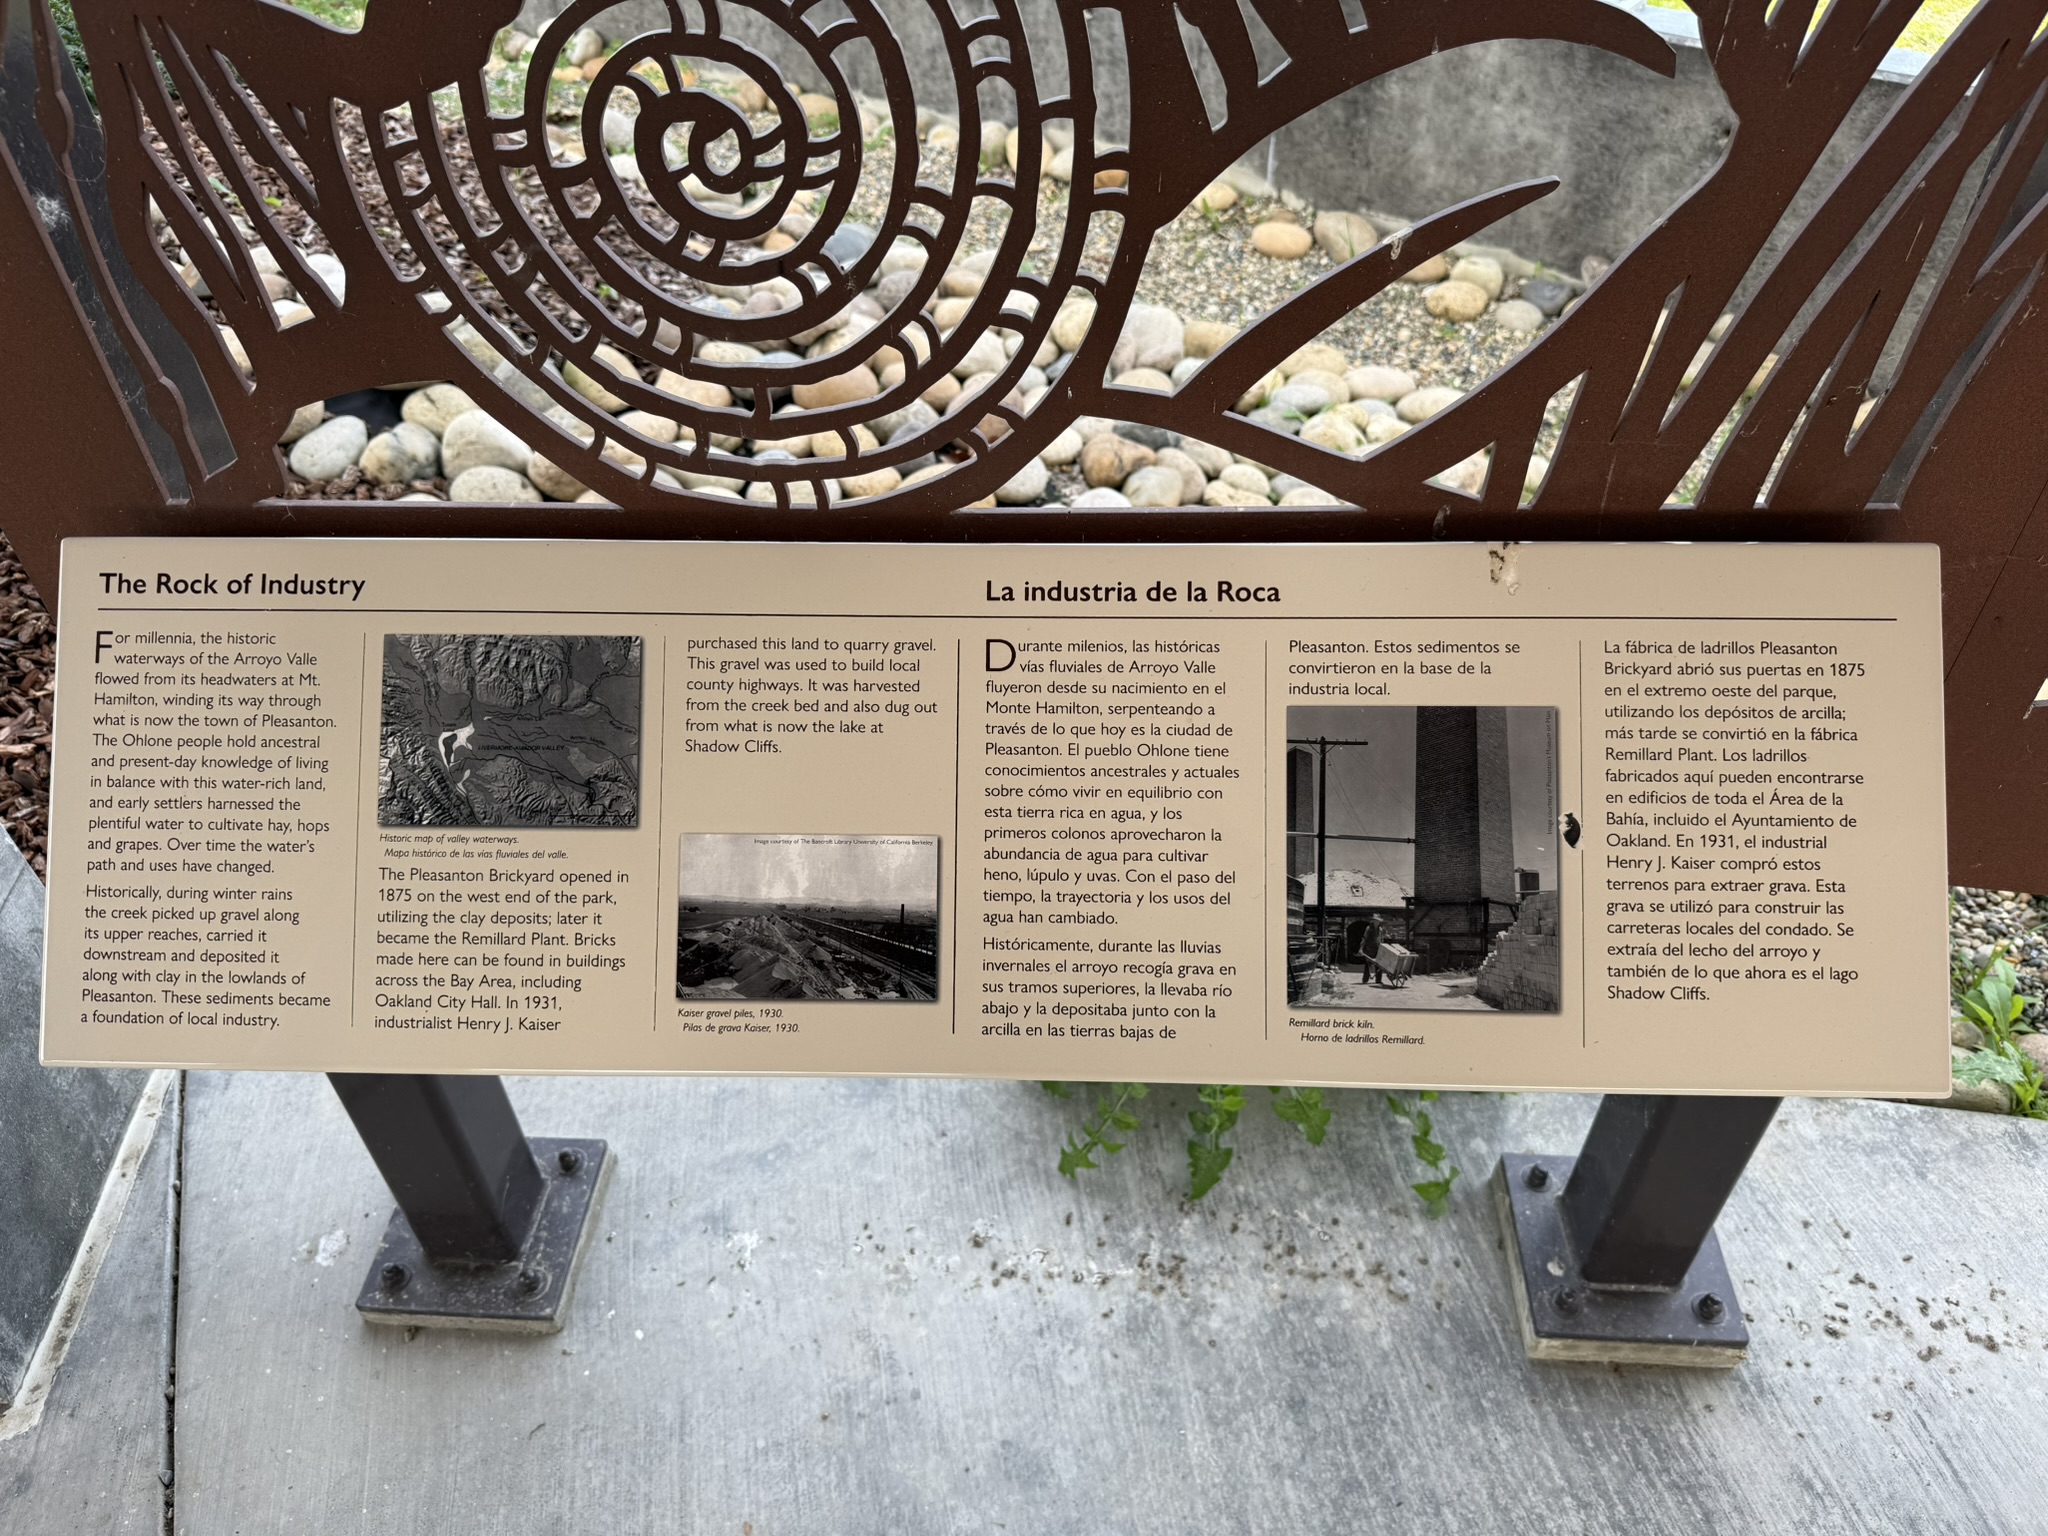 The Rock of Industry
For millennia, the historic
waterways of the Arroyo Valle
flowed from its headwaters at Mt.
Hamilton, winding its way through
what is now the town of Pleasanton.
The Ohlone people hold ancestral
and present-day knowledge of living
in balance with this water-rich land,
and early settlers harnessed the
plentiful water to cultivate hay, hops
and grapes. Over time the water's
path and uses have changed.
Historically, during winter rains
the creek picked up gravel along
its upper reaches, carried it
downstream and deposited it
along with clay in the lowlands of
Pleasanton. These sediments became
a foundation of local industry.
LIVERMORE-AMADOR VALLEY
Historic map of valley waterways.
Mapa histórico de las vías fluviales del valle.
The Pleasanton Brickyard opened in
1875 on the west end of the park,
utilizing the clay deposits; later it
became the Remillard Plant. Bricks
made here can be found in buildings
across the Bay Area, including
Oakland City Hall. In 1931,
industrialist Henry J. Kaiser
purchased this land to quarry gravel.
This gravel was used to build local
county highways. It was harvested
from the creek bed and also dug out
from what is now the lake at
Shadow Cliffs.
Image courtesy of The Bancroft Library University of California Berkeley
Kaiser gravel piles, 1930.
Pilas de grava Kaiser, 1930.
La industria de la Roca
Durante milenios, las históricas
vías fluviales de Arroyo Valle
fluyeron desde su nacimiento en el
Monte Hamilton, serpenteando a
través de lo que hoy es la ciudad de
Pleasanton. El pueblo Ohlone tiene
conocimientos ancestrales y actuales
sobre cómo vivir en equilibrio con
esta tierra rica en agua, y los
primeros colonos aprovecharon la
abundancia de agua para cultivar
heno, lúpulo y uvas. Con el paso del
tiempo, la trayectoria y los usos del
agua han cambiado.
Históricamente, durante las lluvias
invernales el arroyo recogía grava en
sus tramos superiores, la llevaba río
abajo y la depositaba junto con la
arcilla en las tierras bajas de
Pleasanton. Estos sedimentos se
convirtieron en la base de la
industria local.
Image courtesy of Pleasanton's Museum on Main
Remillard brick kiln.
Horno de ladrillos Remillard.
La fábrica de ladrillos Pleasanton
Brickyard abrió sus puertas en 1875
en el extremo oeste del parque,
utilizando los depósitos de arcilla;
más tarde se convirtió en la fábrica
Remillard Plant. Los ladrillos
fabricados aquí pueden encontrarse
en edificios de toda el Área de la
Bahía, incluido el Ayuntamiento de
Oakland. En 1931, el industrial
Henry J. Kaiser compró estos
terrenos para extraer grava. Esta
grava se utilizó para construir las
carreteras locales del condado. Se
extraía del lecho del arroyo y
también de lo que ahora es el lago
Shadow Cliffs.